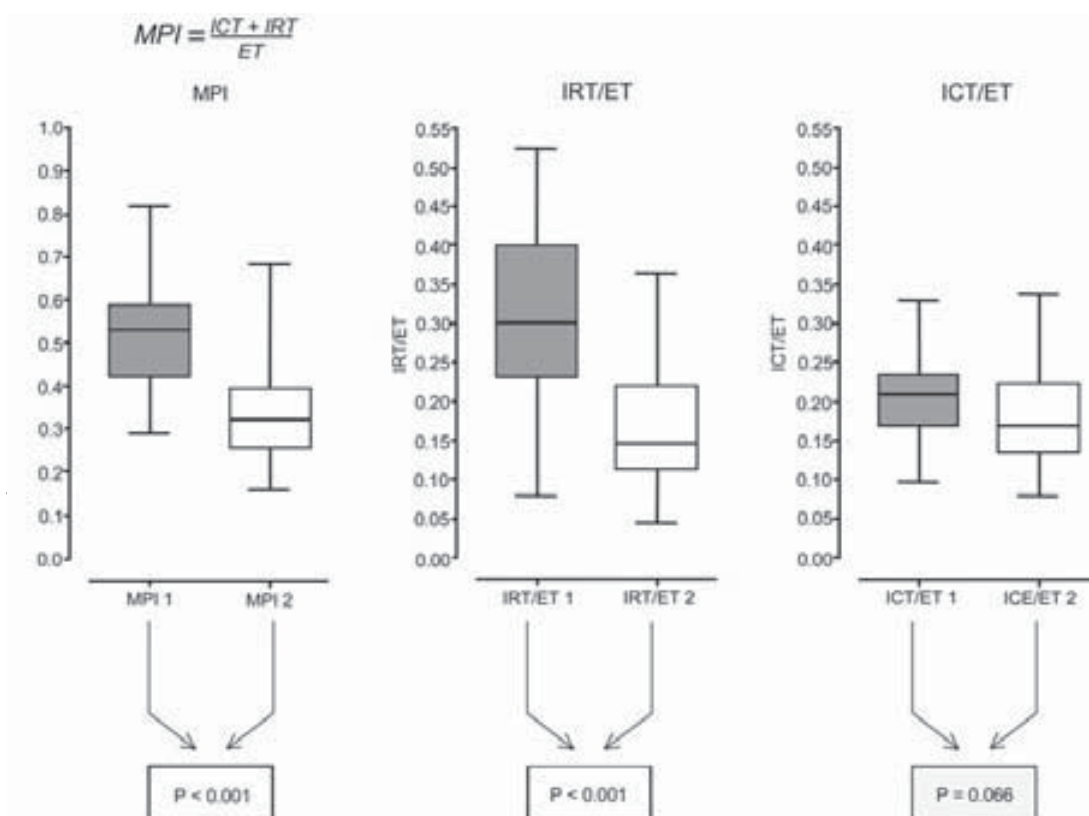 MPI = ICT + IRT / ET
MPI
1.0
0.9
0.8
0.7
0.6
0.5
0.4
0.3
0.2
0.1
0.0
MPI 1 MPI 2
P < 0.001
IRT/ET
IRT/ET
0.55
0.50
0.45
0.40
0.35
0.30
0.25
0.20
0.15
0.10
0.05
0.00
IRT/ET 1 IRT/ET 2
P < 0.001
ICT/ET
ICT/ET
0.55
0.50
0.45
0.40
0.35
0.30
0.25
0.20
0.15
0.10
0.05
0.00
ICT/ET 1 ICE/ET 2
P = 0.066